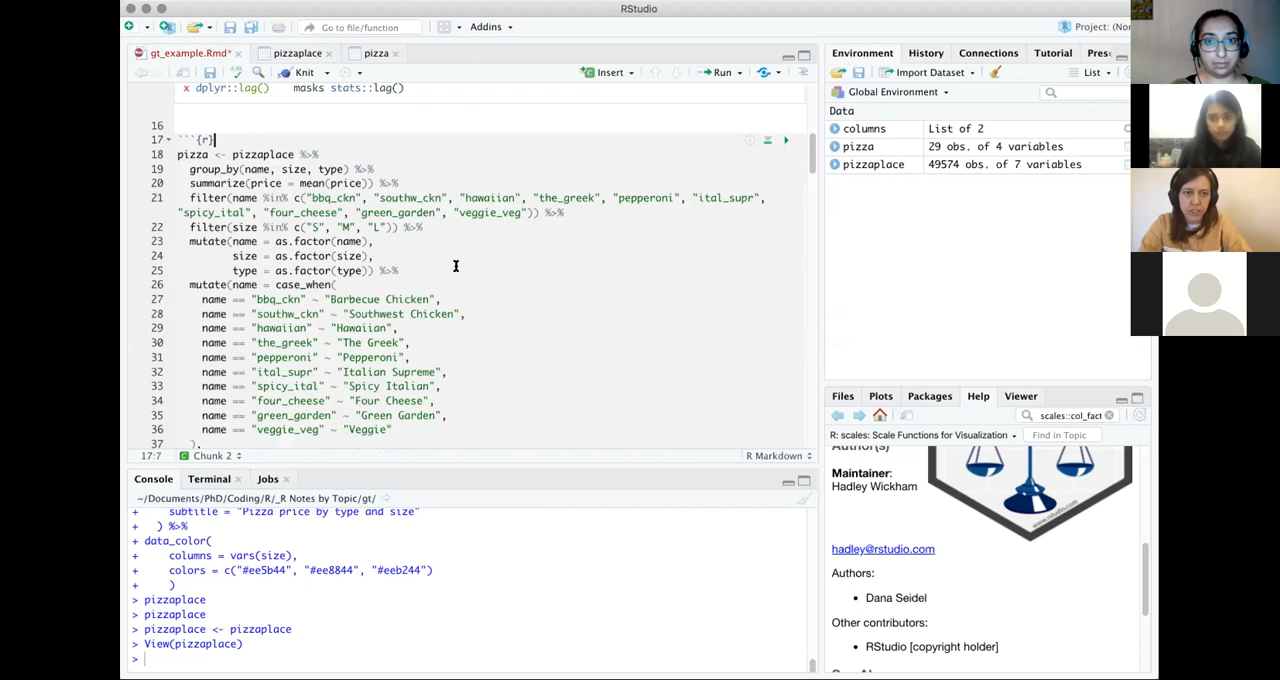 RStudio
Go to file/function
Addins
Project: (Nor
gt_example.Rmd*
pizzaplace
pizza
Knit
Insert
Run
x dplyr::lag()    masks stats::lag()
16
17 ```{r}
18 pizza <- pizzaplace %>%
19 group_by(name, size, type) %>%
20 summarize(price = mean(price)) %>%
21 filter(name %in% c("bbq_ckn", "southw_ckn", "hawaiian", "the_greek", "pepperoni", "ital_supr",
"spicy_ital", "four_cheese", "green_garden", "veggie_veg")) %>%
22 filter(size %in% c("S", "M", "L")) %>%
23 mutate(name = as.factor(name),
24 size = as.factor(size),
25 type = as.factor(type)) %>%
26 mutate(name = case_when(
27 name == "bbq_ckn" ~ "Barbecue Chicken",
28 name == "southw_ckn" ~ "Southwest Chicken",
29 name == "hawaiian" ~ "Hawaiian",
30 name == "the_greek" ~ "The Greek",
31 name == "pepperoni" ~ "Pepperoni",
32 name == "ital_supr" ~ "Italian Supreme",
33 name == "spicy_ital" ~ "Spicy Italian",
34 name == "four_cheese" ~ "Four Cheese",
35 name == "green_garden" ~ "Green Garden",
36 name == "veggie_veg" ~ "Veggie"
37 ),
17:7 Chunk 2 R Markdown
Console Terminal Jobs
~/Documents/PhD/Coding/R/_R Notes by Topic/gt/
+ subtitle = "Pizza price by type and size"
+ ) %>%
+ data_color(
+ columns = vars(size),
+ colors = c("#ee5b44", "#ee8844", "#eeb244")
+ )
> pizzaplace
> pizzaplace
> pizzaplace <- pizzaplace
> View(pizzaplace)
>
Environment History Connections Tutorial Pres
Import Dataset List
Global Environment
Data
columns List of 2
pizza 29 obs. of 4 variables
pizzaplace 49574 obs. of 7 variables
Files Plots Packages Help Viewer
scales::col_fact
R: scales: Scale Functions for Visualization Find in Topic
Author(s)
Maintainer:
Hadley Wickham
hadley@rstudio.com
www.rstudio.com
Authors:
• Dana Seidel
Other contributors:
• RStudio [copyright holder]